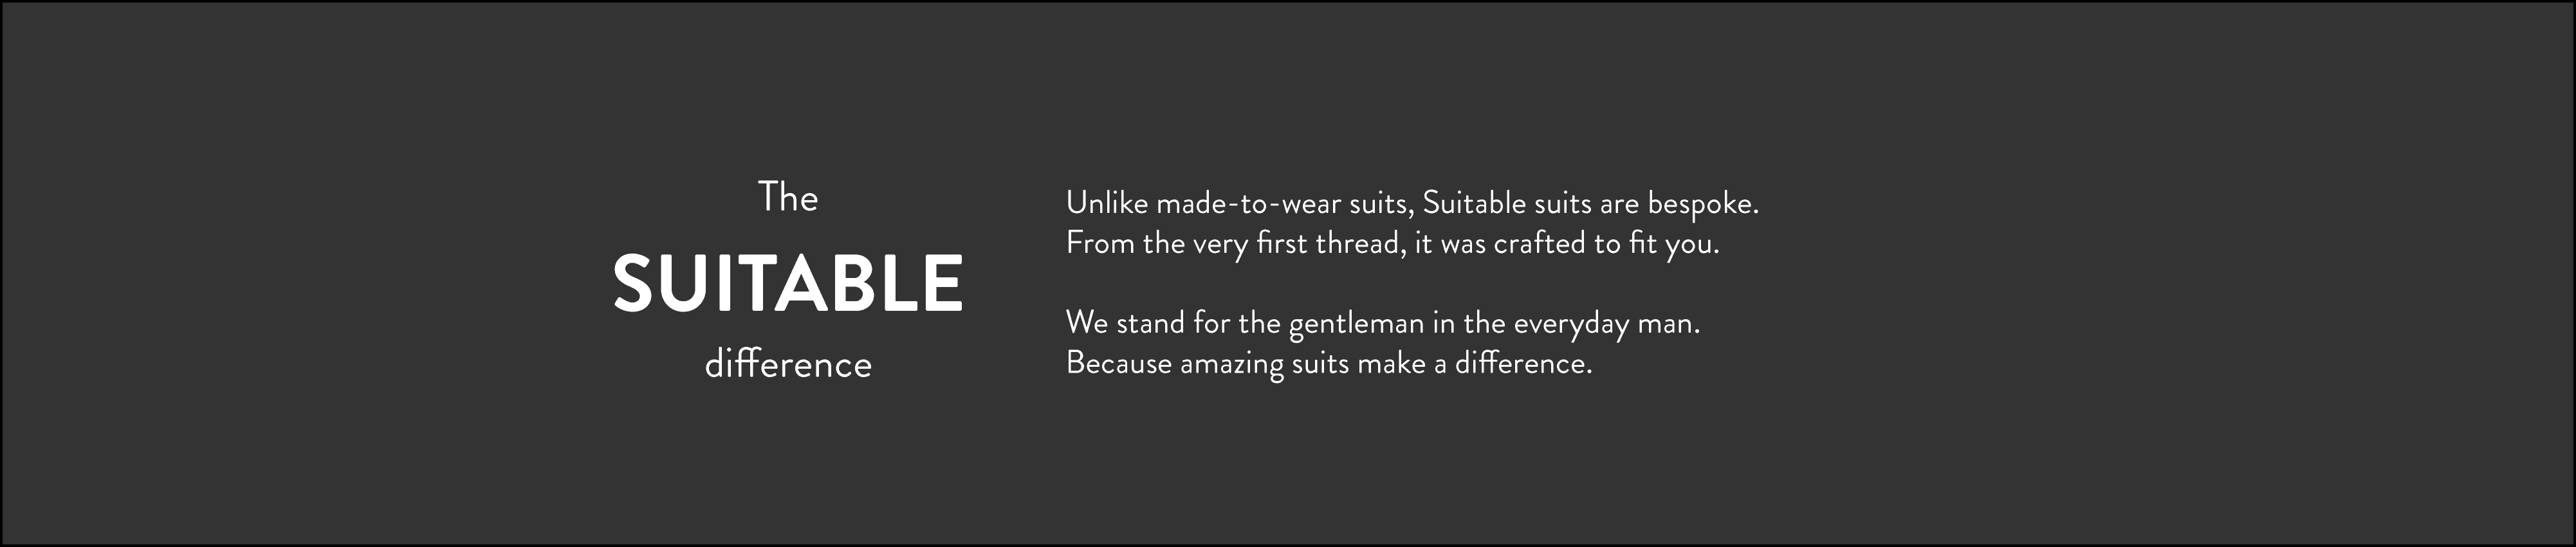 The
SUITABLE
difference
Unlike made-to-wear suits, Suitable suits are bespoke.
From the very first thread, it was crafted to fit you.
We stand for the gentleman in the everyday man.
Because amazing suits make a difference.